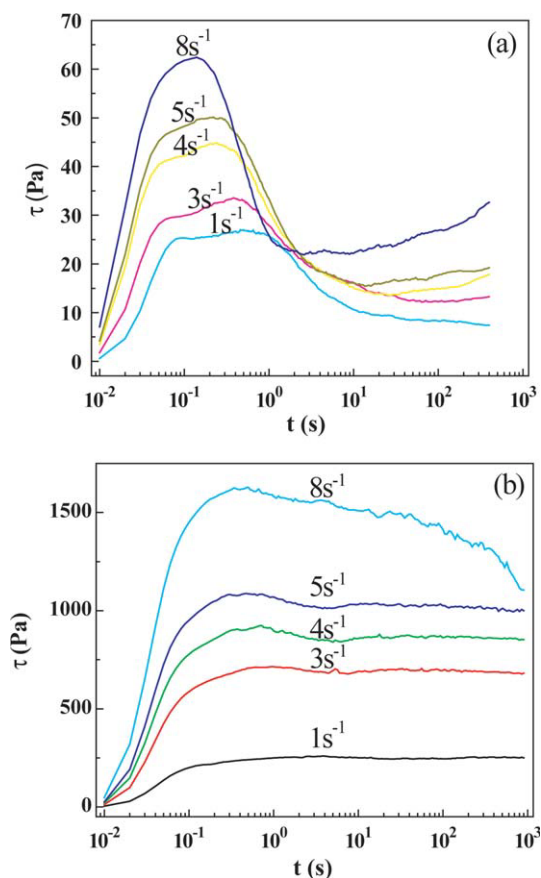 (a)
70
60
50
40
30
20
10
0
τ (Pa)
8s⁻¹
5s⁻¹
4s⁻¹
3s⁻¹
1s⁻¹
10⁻² 10⁻¹ 10⁰ 10¹ 10² 10³
t (s)
(b)
1500
1000
500
0
τ (Pa)
8s⁻¹
5s⁻¹
4s⁻¹
3s⁻¹
1s⁻¹
10⁻² 10⁻¹ 10⁰ 10¹ 10² 10³
t (s)